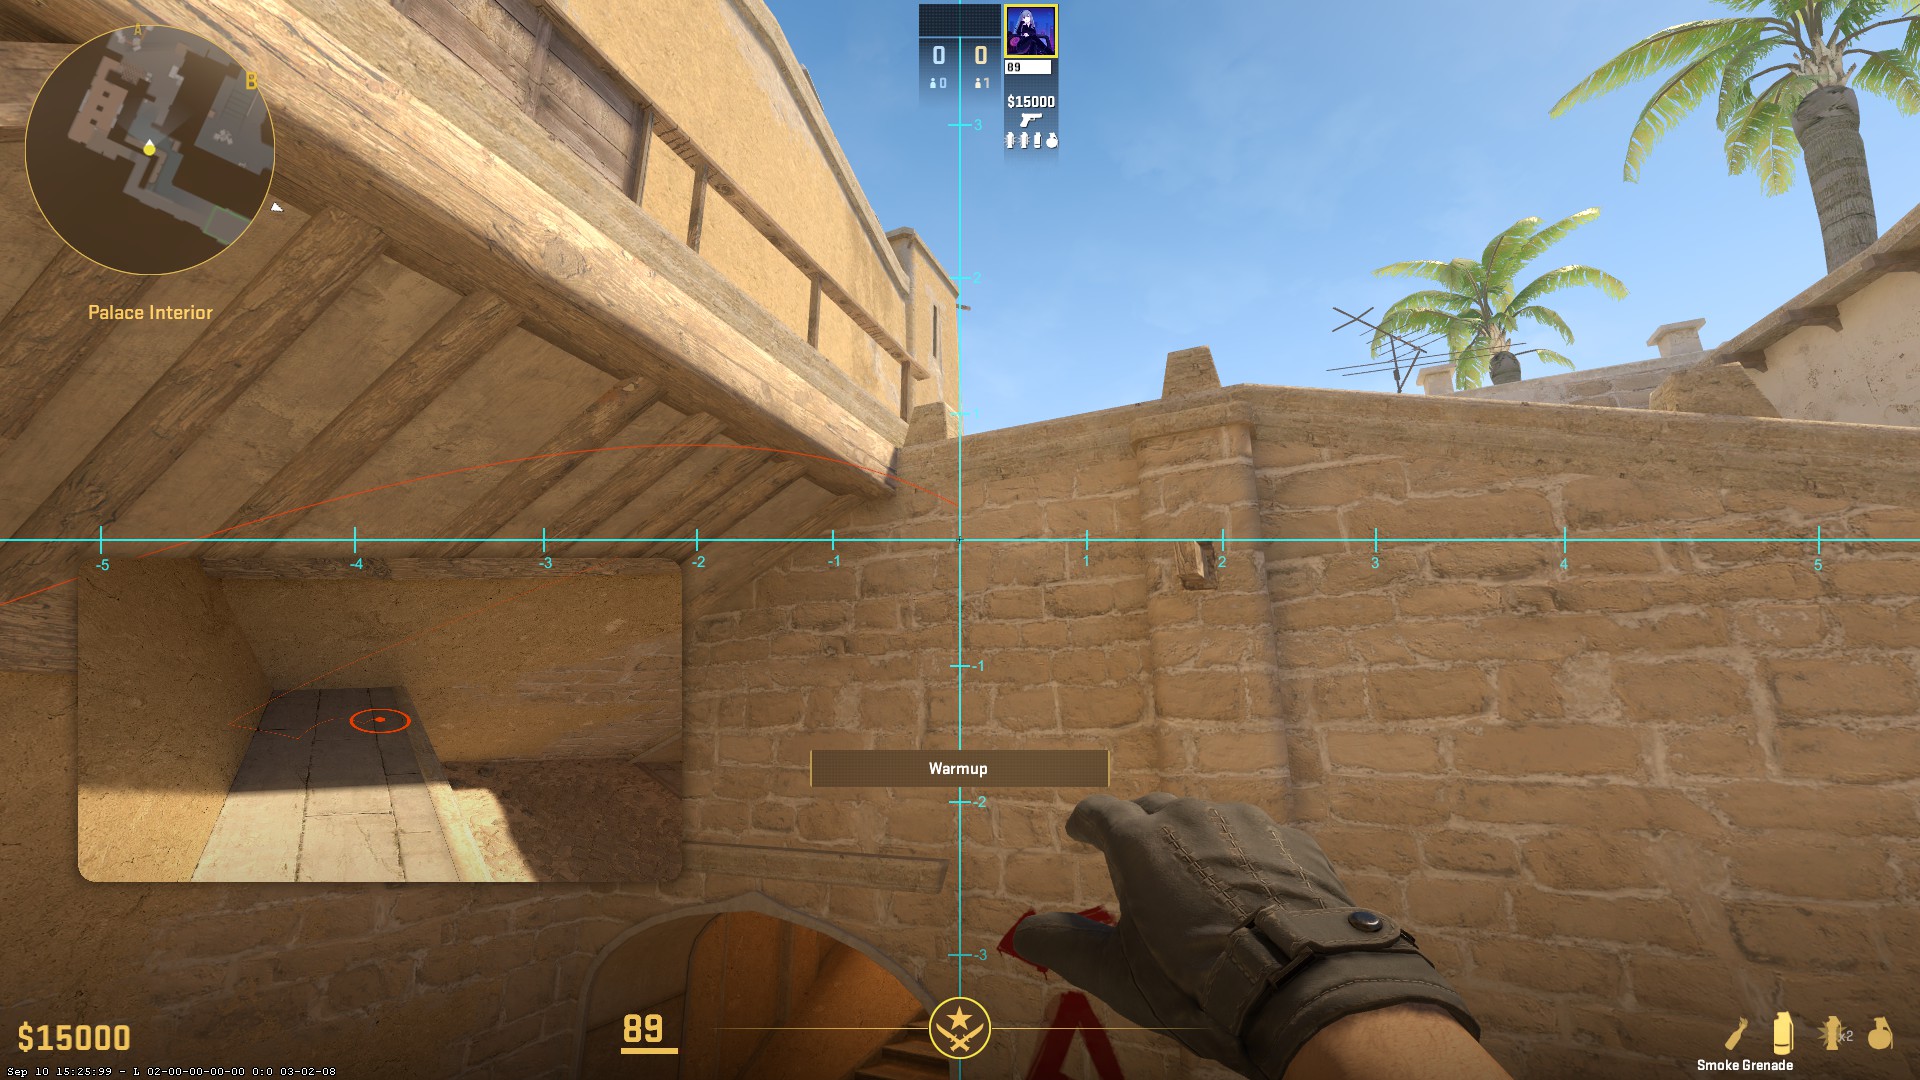 A
A
B
0 0
0 1
89
$15000
Palace Interior
3
2
1
-5 -4 -3 -2 -1 1 2 3 4 5
-1
Warmup
-2
-3
A
$15000
89
x2
Smoke Grenade
Sep 10 15:25:99 - L 02-00-00-00-00 0:0 03-02-08